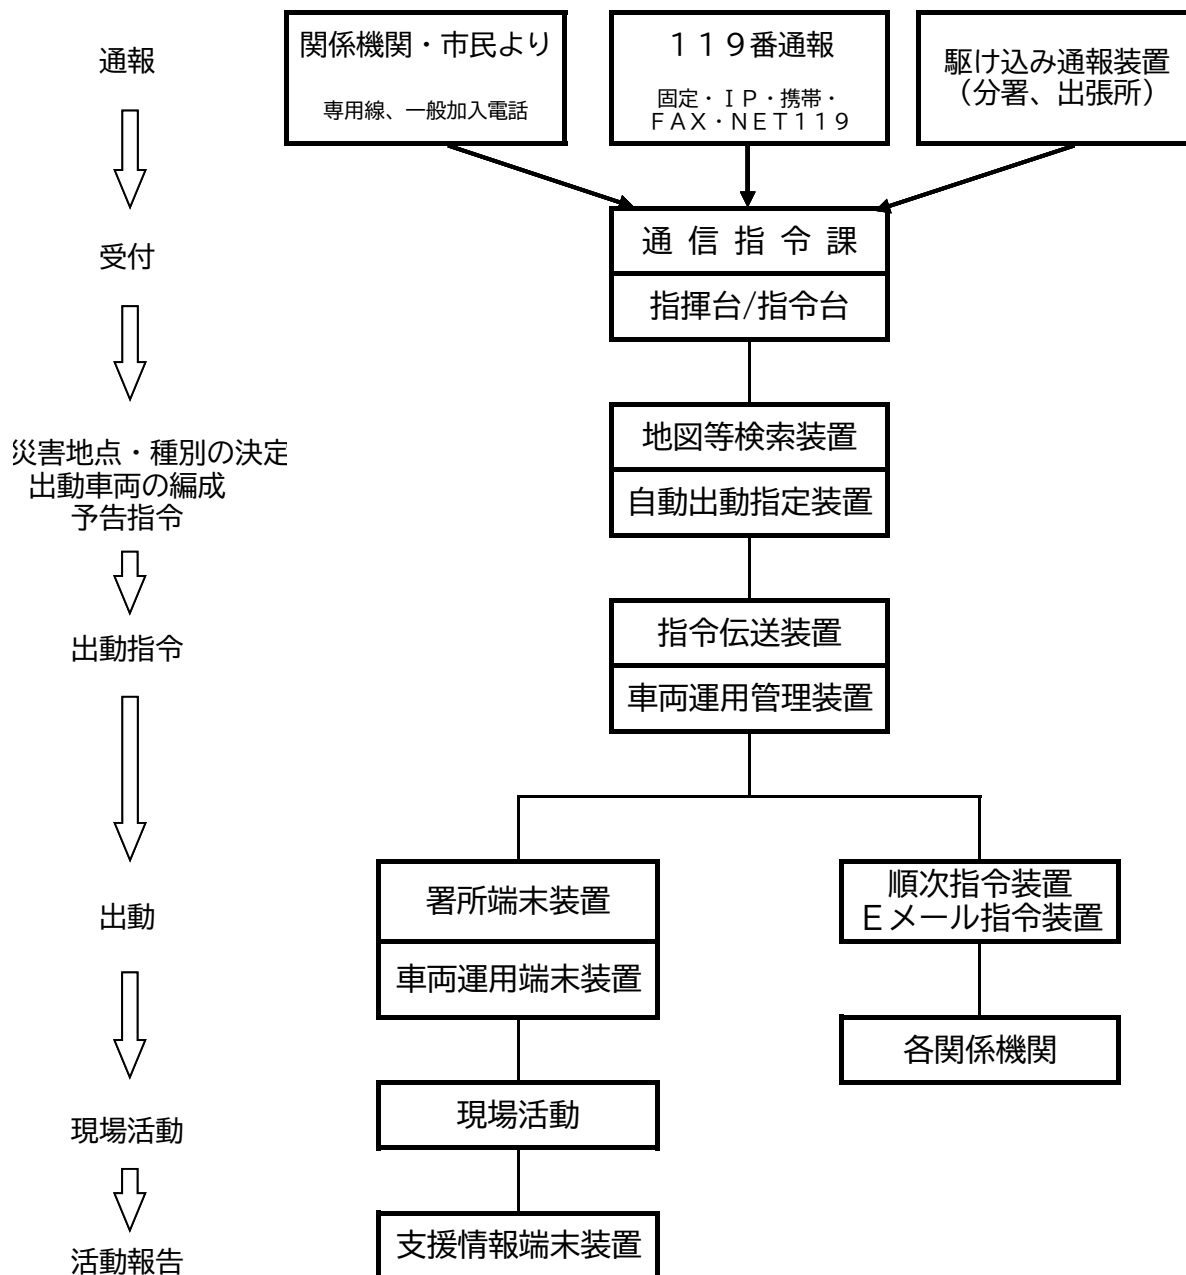 通報
関係機関・市民より
専用線、一般加入電話
１１９番通報
固定・ＩＰ・携帯・
ＦＡＸ・ＮＥＴ１１９
駆け込み通報装置
（分署、出張所）
受付
通信指令課
指揮台/指令台
災害地点・種別の決定
出動車両の編成
予告指令
地図等検索装置
自動出動指定装置
出動指令
指令伝送装置
車両運用管理装置
出動
署所端末装置
車両運用端末装置
順次指令装置
Ｅメール指令装置
各関係機関
現場活動
現場活動
活動報告
支援情報端末装置